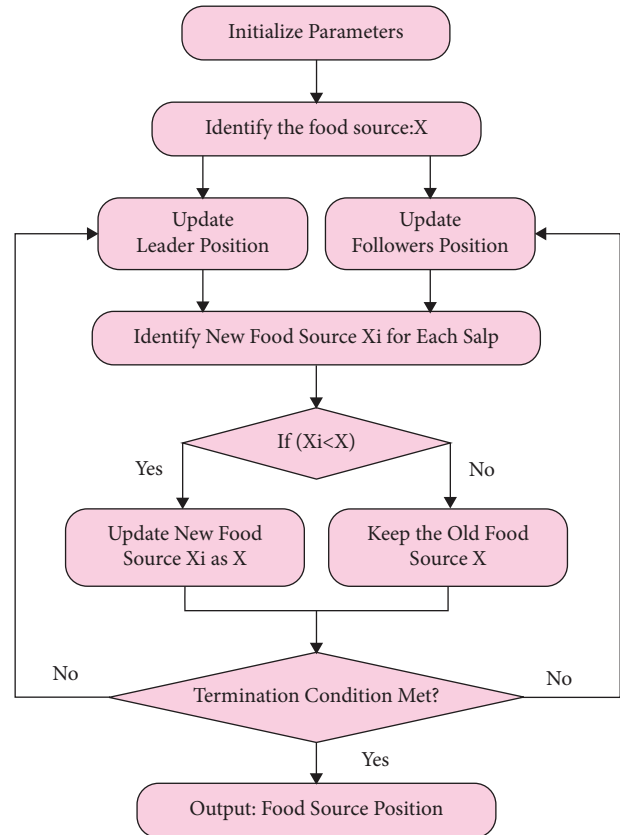 Initialize Parameters
Identify the food source:X
Update
Leader Position
Update
Followers Position
Identify New Food Source Xi for Each Salp
If (Xi<X)
Yes
No
Update New Food
Source Xi as X
Keep the Old Food
Source X
No
Termination Condition Met?
No
Yes
Output: Food Source Position